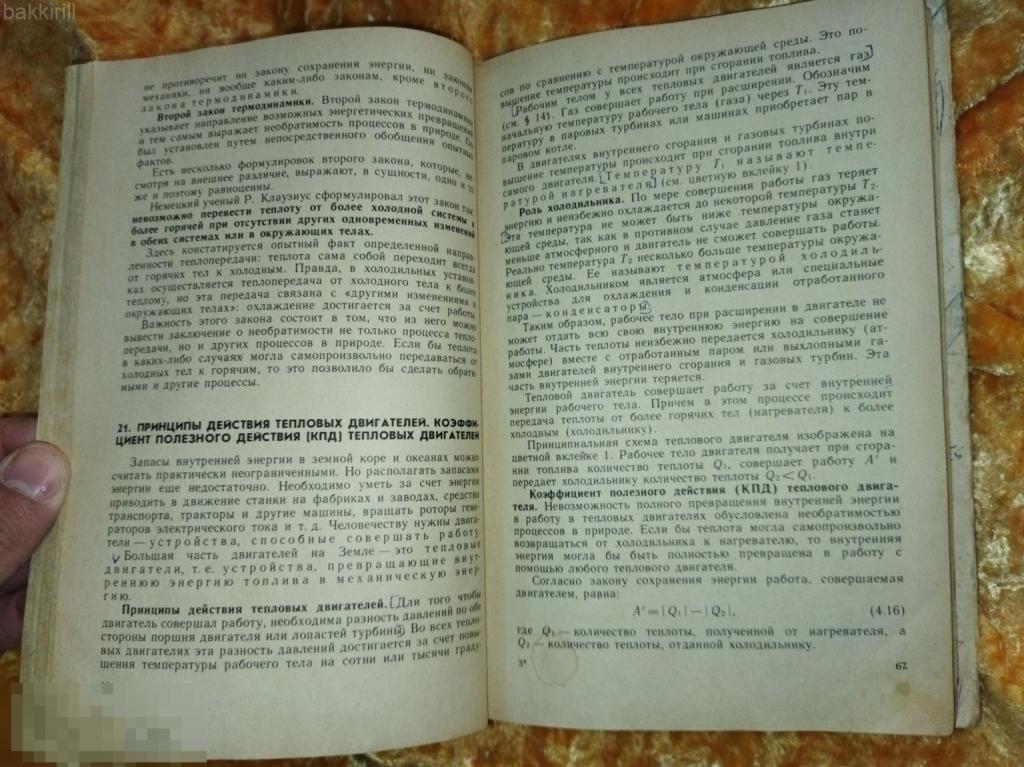 bakkirill
не противоречит ни закону сохранения энергии, ни законам
механики, ни вообще каким-либо законам, кроме второго
закона термодинамики.
Второй закон термодинамики. Второй закон термодинамики
указывает направление возможных энергетических превращений
и тем самым выражает необратимость процессов в природе. Он
был установлен путем непосредственного обобщения опытных
фактов.
Есть несколько формулировок второго закона, которые, не-
смотря на внешнее различие, выражают, в сущности, одно и то
же и поэтому равноценны.
Немецкий ученый Р. Клаузиус сформулировал этот закон так:
невозможно перевести теплоту от более холодной системы к
более горячей при отсутствии других одновременных изменений
в обеих системах или в окружающих телах.
Здесь констатируется опытный факт определенной направ-
ленности теплопередачи: теплота сама собой переходит всегда
от горячих тел к холодным. Правда, в холодильных установ-
ках осуществляется теплопередача от холодного тела к более
теплому, но эта передача связана с «другими изменениями в
окружающих телах»: охлаждение достигается за счет работы
Важность этого закона состоит в том, что из него можно
вывести заключение о необратимости не только процесса тепло-
передачи, но и других процессов в природе. Если бы теплота
в каких-либо случаях могла самопроизвольно передаваться от
холодных тел к горячим, то это позволило бы сделать обрати-
мыми и другие процессы.
21. ПРИНЦИПЫ ДЕЙСТВИЯ ТЕПЛОВЫХ ДВИГАТЕЛЕЙ. КОЭФФИ-
ЦИЕНТ ПОЛЕЗНОГО ДЕЙСТВИЯ (КПД) ТЕПЛОВЫХ ДВИГАТЕЛЕЙ
Запасы внутренней энергии в земной коре и океанах можно
считать практически неограниченными. Но располагать запасами
энергии еще недостаточно. Необходимо уметь за счет энергии
приводить в движение станки на фабриках и заводах, средства
транспорта, тракторы и другие машины, вращать роторы гене-
раторов электрического тока и т. д. Человечеству нужны двига-
тели — устройства, способные совершать работу.
Большая часть двигателей на Земле — это тепловые
двигатели, т. е. устройства, превращающие внут-
реннюю энергию топлива в механическую энер-
гию.
Принципы действия тепловых двигателей. Для того чтобы
двигатель совершал работу, необходима разность давлений по обе
стороны поршня двигателя или лопастей турбины. Во всех тепло-
вых двигателях эта разность давлений достигается за счет повы-
шения температуры рабочего тела на сотни или тысячи граду-
сов по сравнению с температурой окружающей среды. Это по-
вышение температуры происходит при сгорании топлива.
Рабочим телом у всех тепловых двигателей является газ
(см. § 14). Газ совершает работу при расширении. Обозначим
начальную температуру рабочего тела (газа) через T₁. Эту тем-
пературу в паровых турбинах или машинах приобретает пар в
паровом котле.
В двигателях внутреннего сгорания и газовых турбинах по-
вышение температуры происходит при сгорании топлива внутри
самого двигателя. Температуру T₁ называют темпе-
ратурой нагревателя (см. цветную вклейку 1).
Роль холодильника. По мере совершения работы газ теряет
энергию и неизбежно охлаждается до некоторой температуры T₂.
Эта температура не может быть ниже температуры окружа-
ющей среды, так как в противном случае давление газа станет
меньше атмосферного и двигатель не сможет совершать работы.
Реально температура T₂ несколько больше температуры окружа-
ющей среды. Ее называют температурой холодиль-
ника. Холодильником является атмосфера или специальные
устройства для охлаждения и конденсации отработанного
пара — конденсаторы.
Таким образом, рабочее тело при расширении в двигателе не
может отдать всю свою внутреннюю энергию на совершение
работы. Часть теплоты неизбежно передается холодильнику (ат-
мосфере) вместе с отработанным паром или выхлопными га-
зами двигателей внутреннего сгорания и газовых турбин. Эта
часть внутренней энергии теряется.
Тепловой двигатель совершает работу за счет внутренней
энергии рабочего тела. Причем в этом процессе происходит
передача теплоты от более горячих тел (нагревателя) к более
холодным (холодильнику).
Принципиальная схема теплового двигателя изображена на
цветной вклейке 1. Рабочее тело двигателя получает при сгора-
нии топлива количество теплоты Q₁, совершает работу A′ и
передает холодильнику количество теплоты Q₂<Q₁.
Коэффициент полезного действия (КПД) теплового двига-
теля. Невозможность полного превращения внутренней энергии
в работу в тепловых двигателях обусловлена необратимостью
процессов в природе. Если бы теплота могла самопроизвольно
возвращаться от холодильника к нагревателю, то внутренняя
энергия могла бы быть полностью превращена в работу с
помощью любого теплового двигателя.
Согласно закону сохранения энергии работа, совершаемая
двигателем, равна:
A′=|Q₁|−|Q₂|, (4.16)
где Q₁ — количество теплоты, полученной от нагревателя, а
Q₂ — количество теплоты, отданной холодильнику.
3* 67